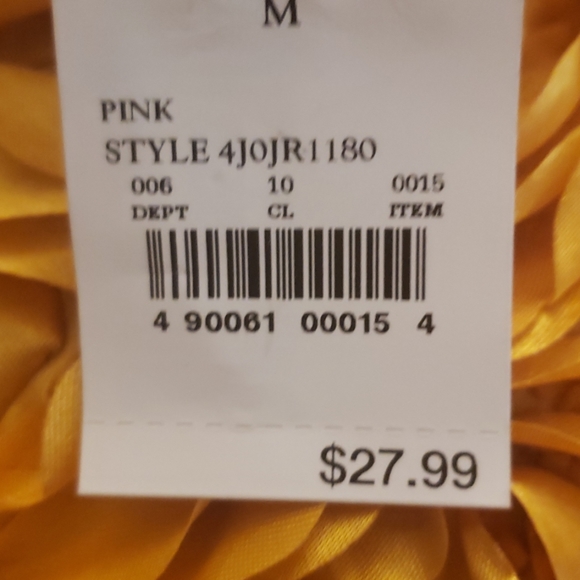 M
PINK
STYLE 4J0JR1180
006 10 0015
DEPT CL ITEM
4 90061 00015 4
$27.99